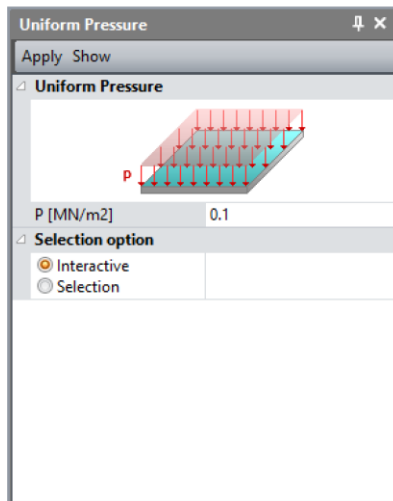 Uniform Pressure
Apply Show
Uniform Pressure
p
P [MN/m2] 0.1
Selection option
Interactive
Selection